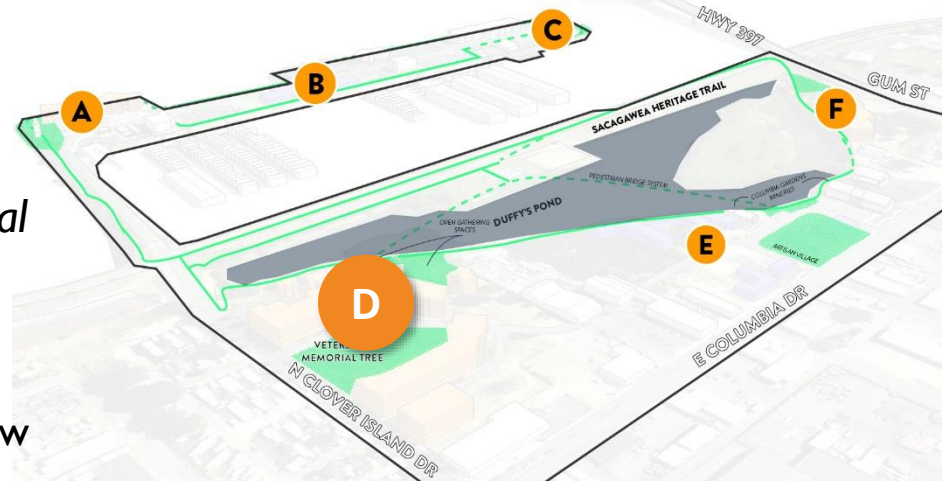 C
HWY 397
B
GUM ST
A
SACAGAWEA HERITAGE TRAIL
F
PEDESTRIAN BRIDGE SYSTEM
COLUMBIA GARDENS
WINERIES
al
DUFFY'S POND
OPEN GATHERING
SPACES
E
ARTISAN VILLAGE
D
E COLUMBIA DR
MEMORIAL TREE
N CLOVER ISLAND DR
w